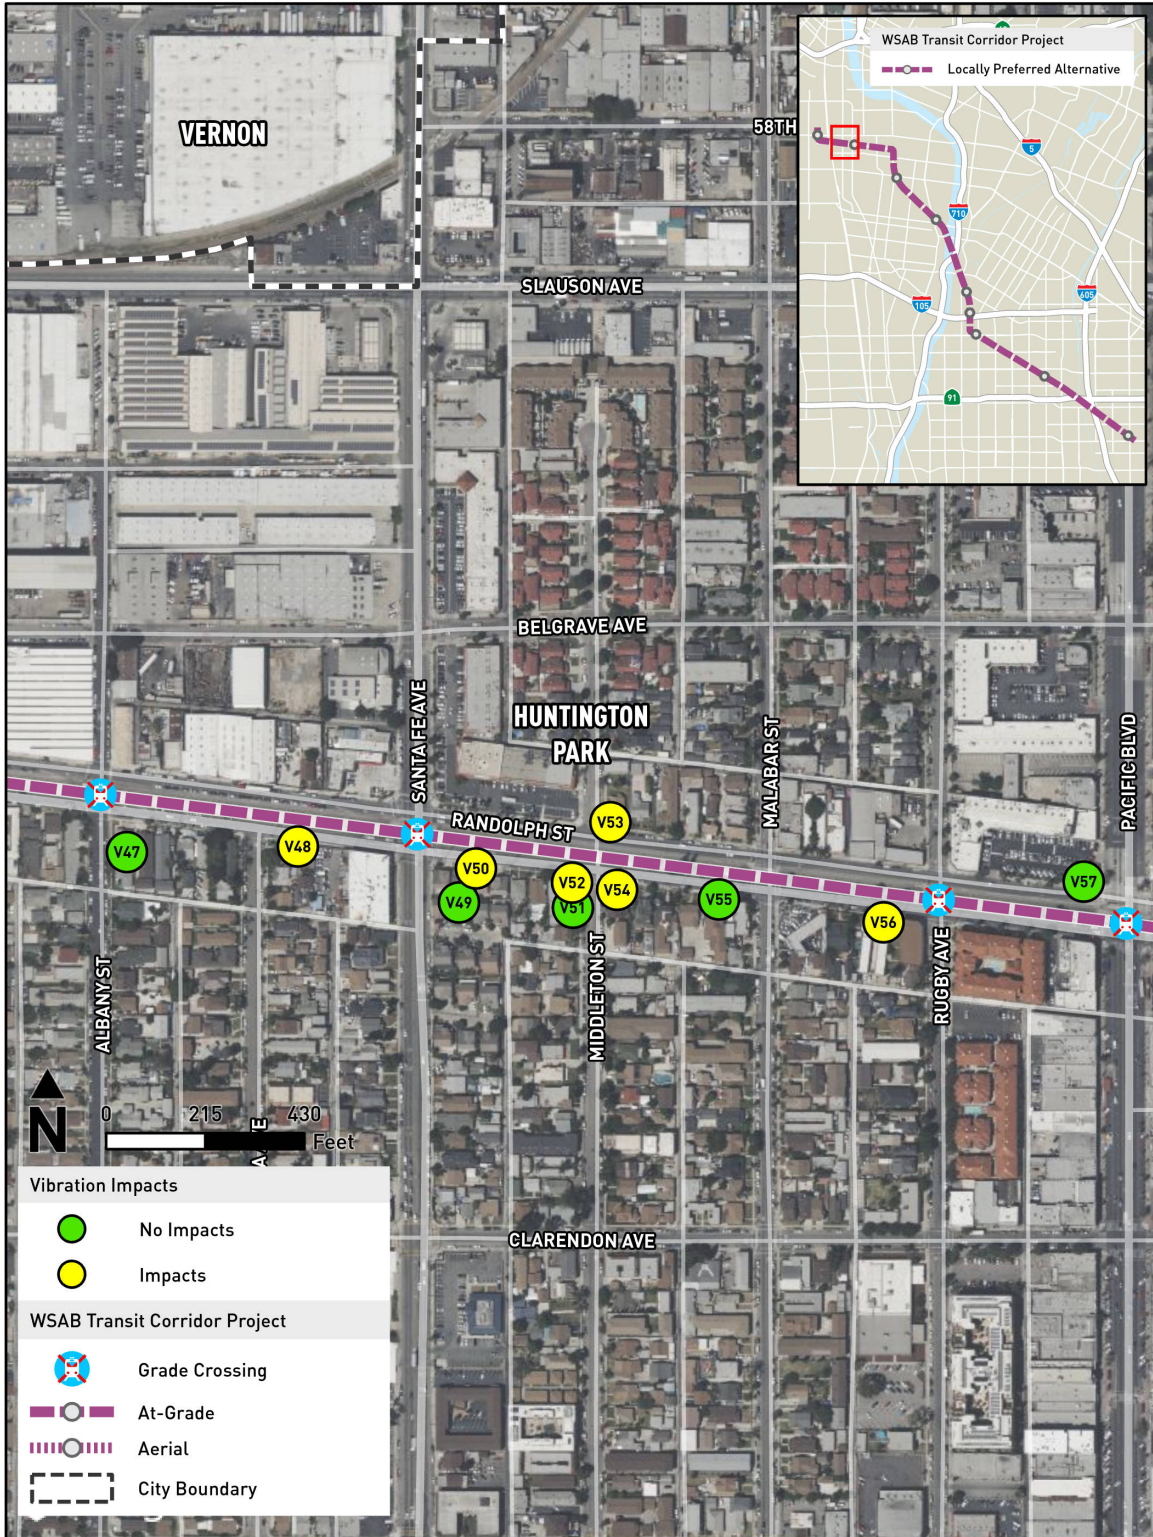 WSAB Transit Corridor Project
Locally Preferred Alternative
5
710
105
605
91
VERNON
58TH
SLAUSON AVE
BELGRAVE AVE
SANTA FE AVE
HUNTINGTON
PARK
MALABAR ST
PACIFIC BLVD
RANDOLPH ST
V53
V47
V48
V50
V52
V54
V49
V51
V55
V57
V56
ALBANY ST
MIDDLETON ST
RUGBY AVE
N
0 215 430
Feet
CLARENDON AVE
Vibration Impacts
No Impacts
Impacts
WSAB Transit Corridor Project
Grade Crossing
At-Grade
Aerial
City Boundary